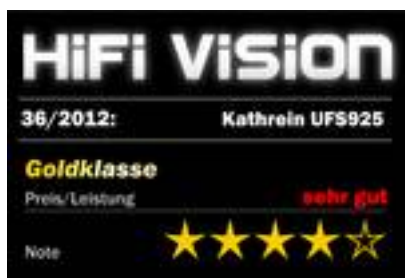 HiFi ViSiOn
36/2012: Kathrein UFS925
Goldklasse
Preis/Leistung sehr gut
Note